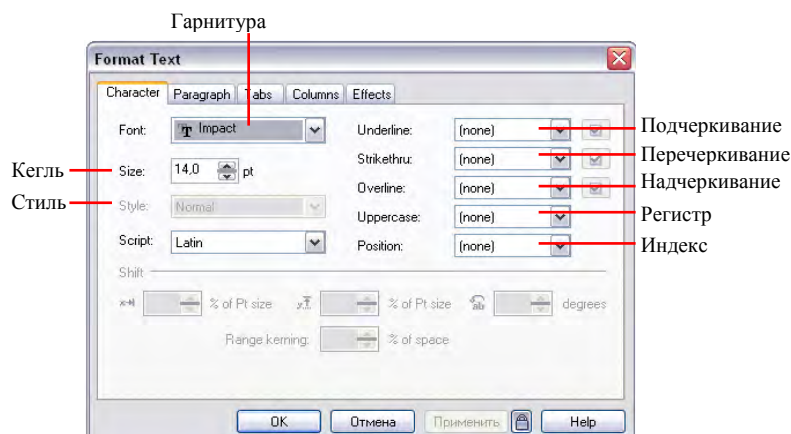 Гарнитура
Format Text
Character Paragraph Tabs Columns Effects
Font: Impact Underline: (none) Подчеркивание
Strikethru: (none) Перечеркивание
Кегль Size: 14,0 pt
Overline: (none) Надчеркивание
Стиль Style: Normal
Uppercase: (none) Регистр
Script: Latin Position: (none) Индекс
Shift
% of Pt size % of Pt size ab degrees
Range kerning: % of space
OK Отмена Применить Help